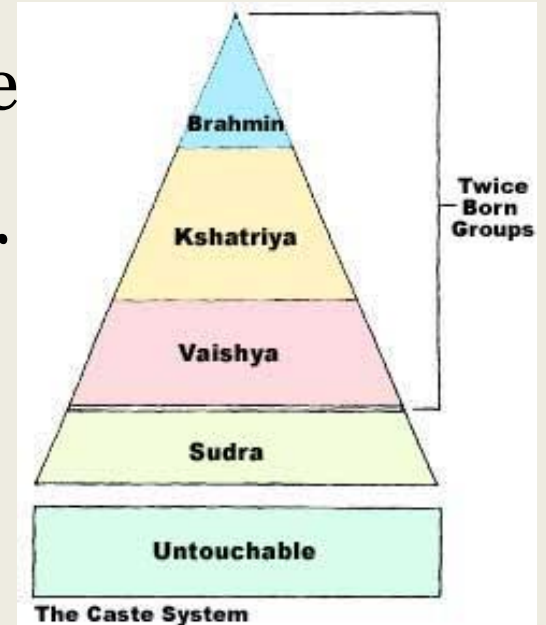 e
.
Brahmin
Kshatriya
Twice
Born
Groups
Vaishya
Sudra
Untouchable
The Caste System